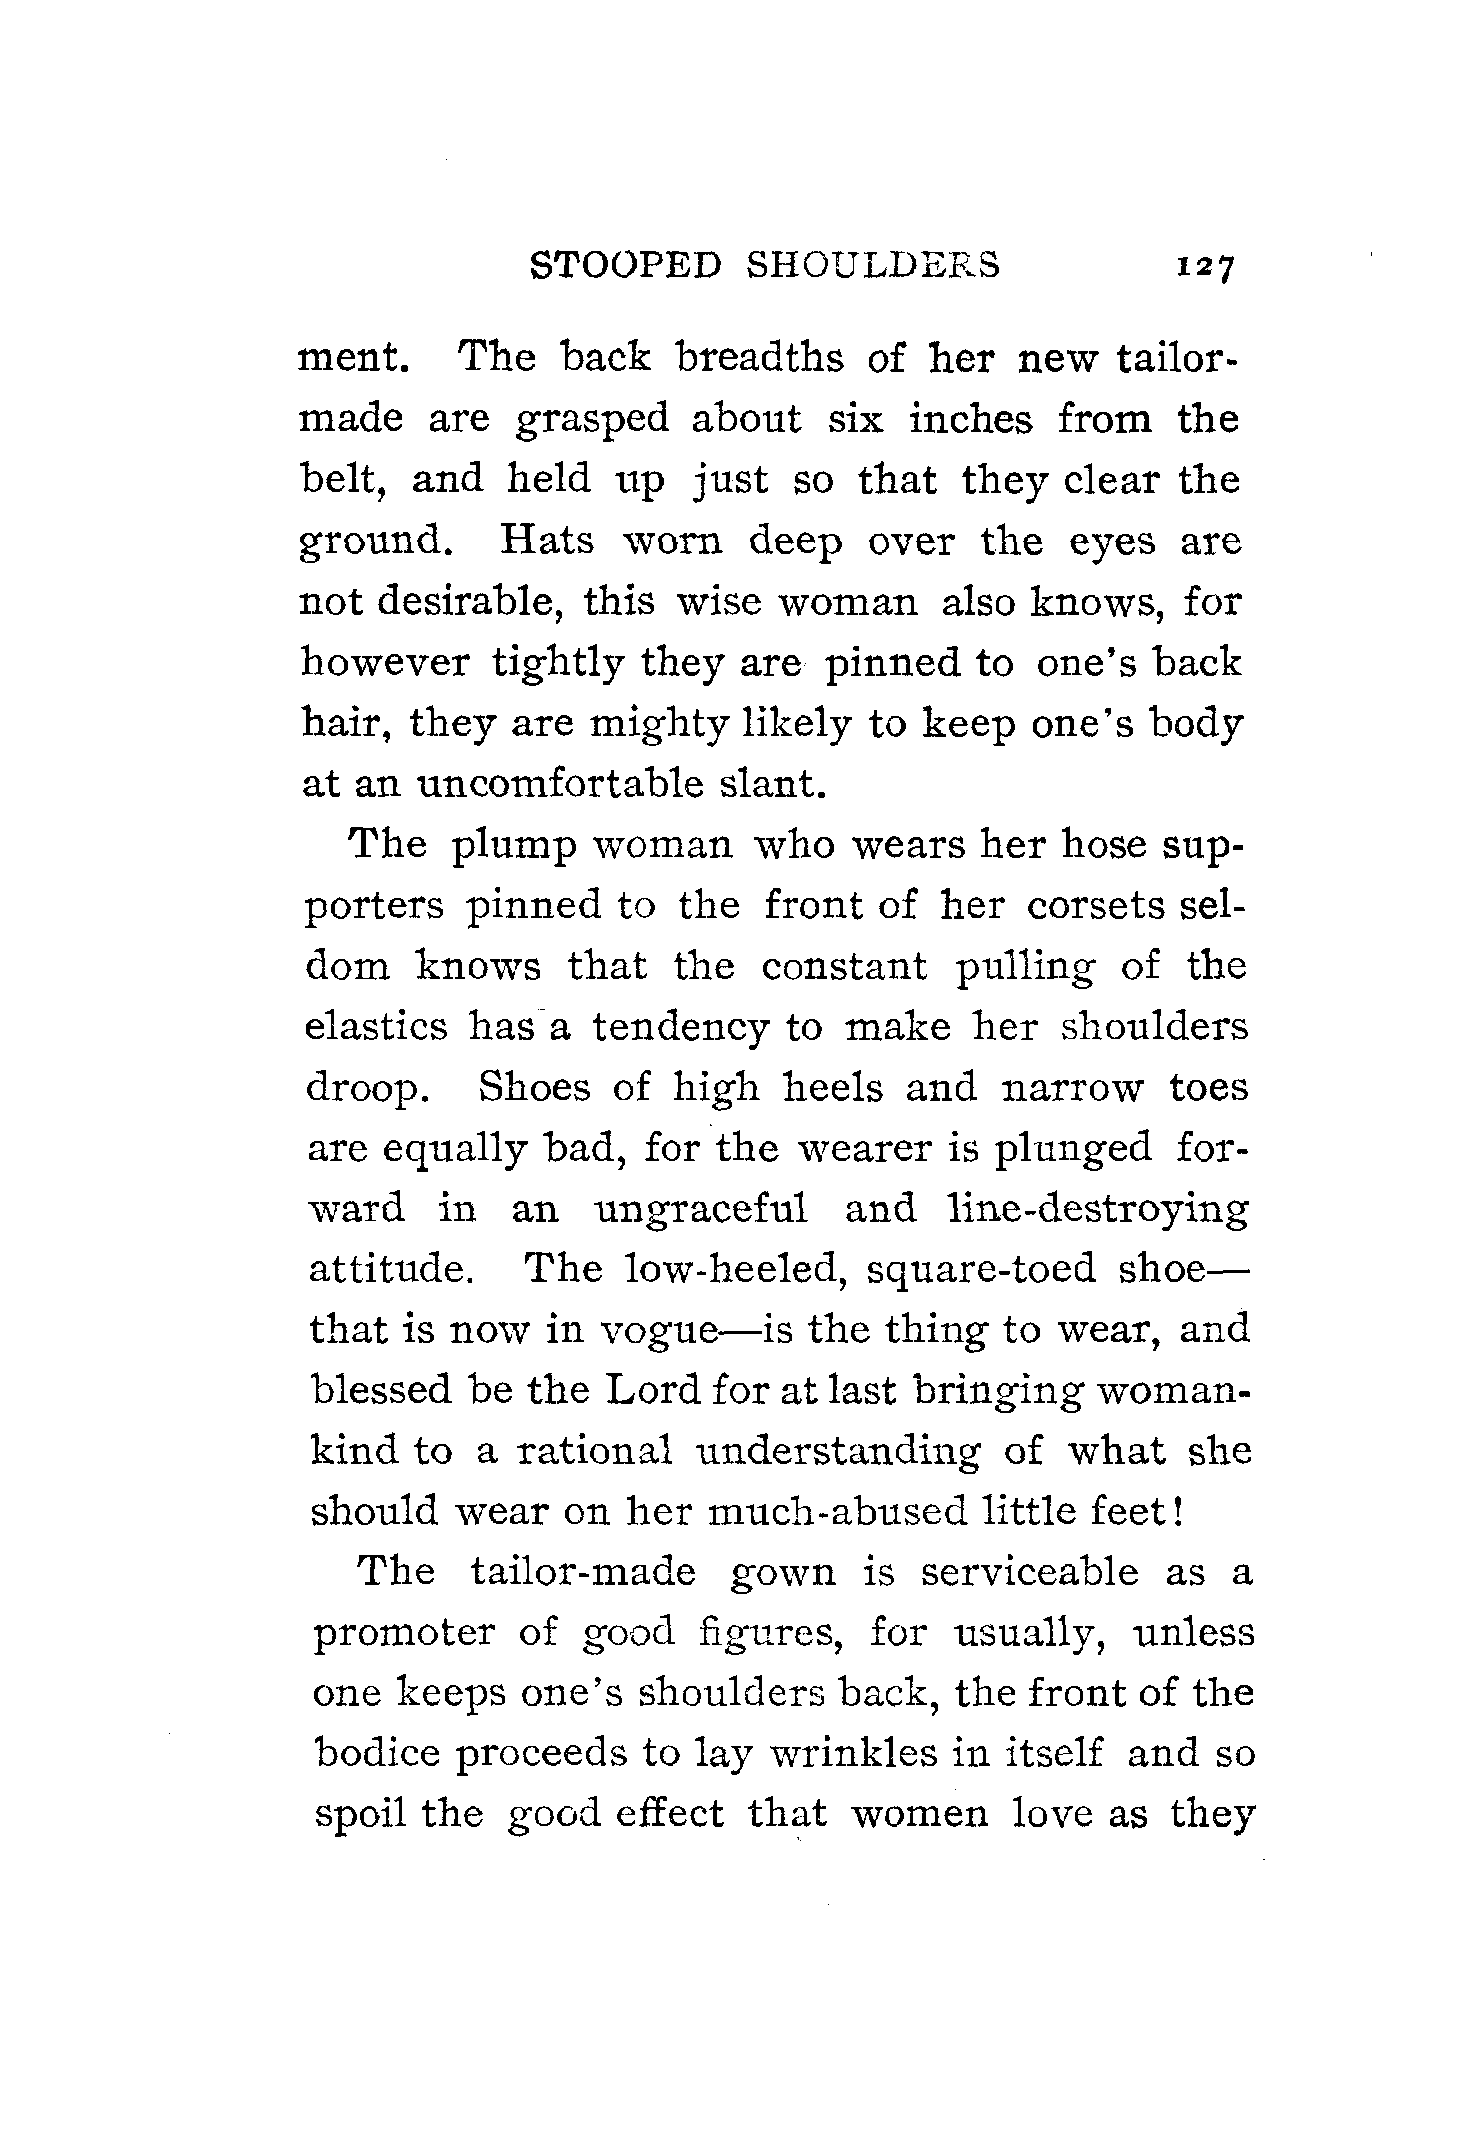 STOOPED SHOULDERS 127
ment. The back breadths of her new tailor-
made are grasped about six inches from the
belt, and held up just so that they clear the
ground. Hats worn deep over the eyes are
not desirable, this wise woman also knows, for
however tightly they are pinned to one's back
hair, they are mighty likely to keep one's body
at an uncomfortable slant.
The plump woman who wears her hose sup-
porters pinned to the front of her corsets sel-
dom knows that the constant pulling of the
elastics has a tendency to make her shoulders
droop. Shoes of high heels and narrow toes
are equally bad, for the wearer is plunged for-
ward in an ungraceful and line-destroying
attitude. The low-heeled, square-toed shoe—
that is now in vogue—is the thing to wear, and
blessed be the Lord for at last bringing woman-
kind to a rational understanding of what she
should wear on her much-abused little feet!
The tailor-made gown is serviceable as a
promoter of good figures, for usually, unless
one keeps one's shoulders back, the front of the
bodice proceeds to lay wrinkles in itself and so
spoil the good effect that women love as they